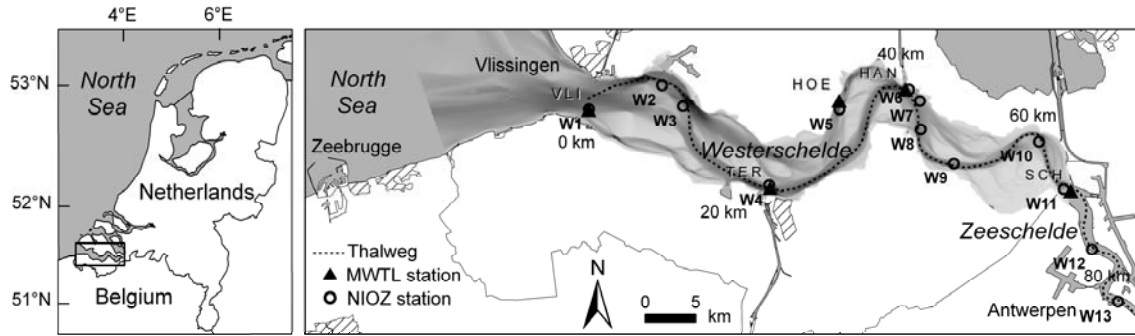 4°E
6°E
53°N
52°N
51°N
North
Sea
Netherlands
Belgium
North
Sea
Vlissingen
Zeebrugge
VLI
W1
0 km
W2
W3
Westerschelde
TER
W4
20 km
HOE
W5
HAN
40 km
W6
W7
W8
W9
60 km
W10
SCH
W11
Zeeschelde
W12
80 km
Antwerpen
W13
Thalweg
MWTL station
NIOZ station
N
0 5
km